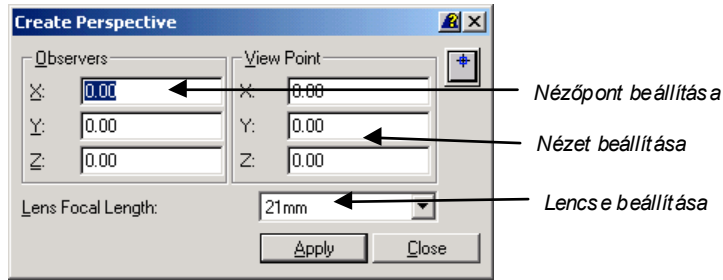 Create Perspective
Observers
View Point
X: 0.00
X: 0.00
Nézőpont beállítása
Y: 0.00
Y: 0.00
Nézet beállítása
Z: 0.00
Z: 0.00
Lens Focal Length: 21mm
Lencse beállítása
Apply
Close